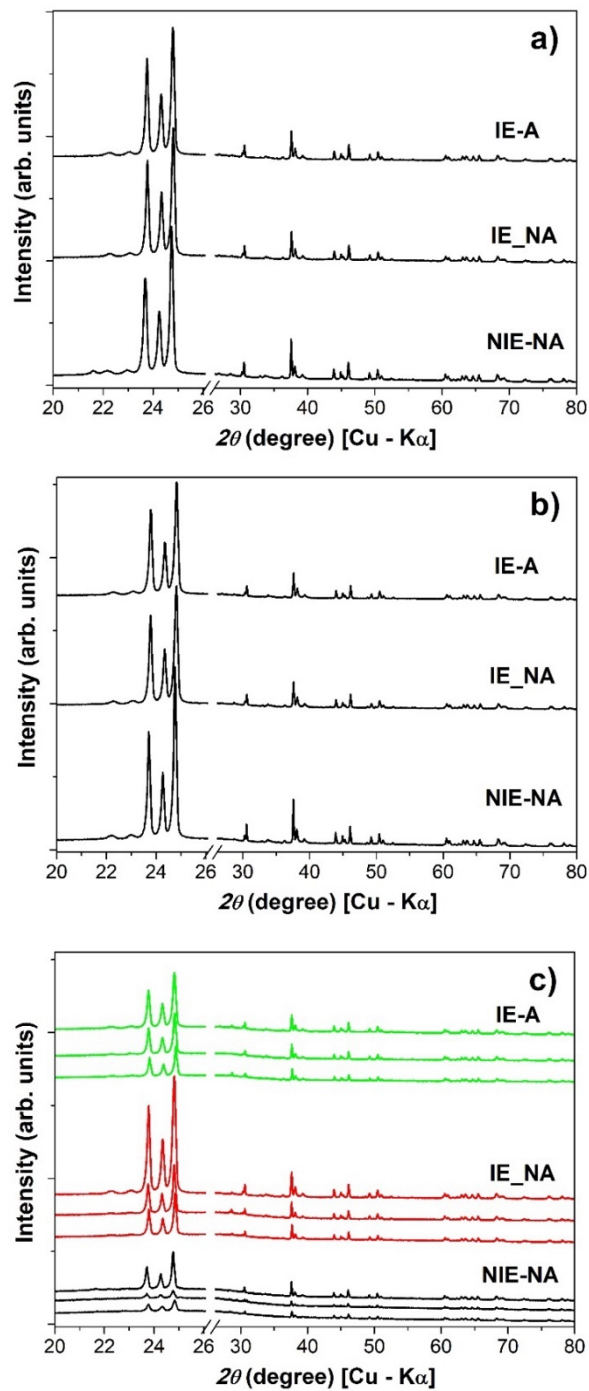 a)
IE-A
IE_NA
NIE-NA
Intensity (arb. units)
20 22 24 26 30 40 50 60 70 80
2θ (degree) [Cu - Kα]
b)
IE-A
IE_NA
NIE-NA
Intensity (arb. units)
20 22 24 26 30 40 50 60 70 80
2θ (degree) [Cu - Kα]
c)
IE-A
IE_NA
NIE-NA
Intensity (arb. units)
20 22 24 26 30 40 50 60 70 80
2θ (degree) [Cu - Kα]